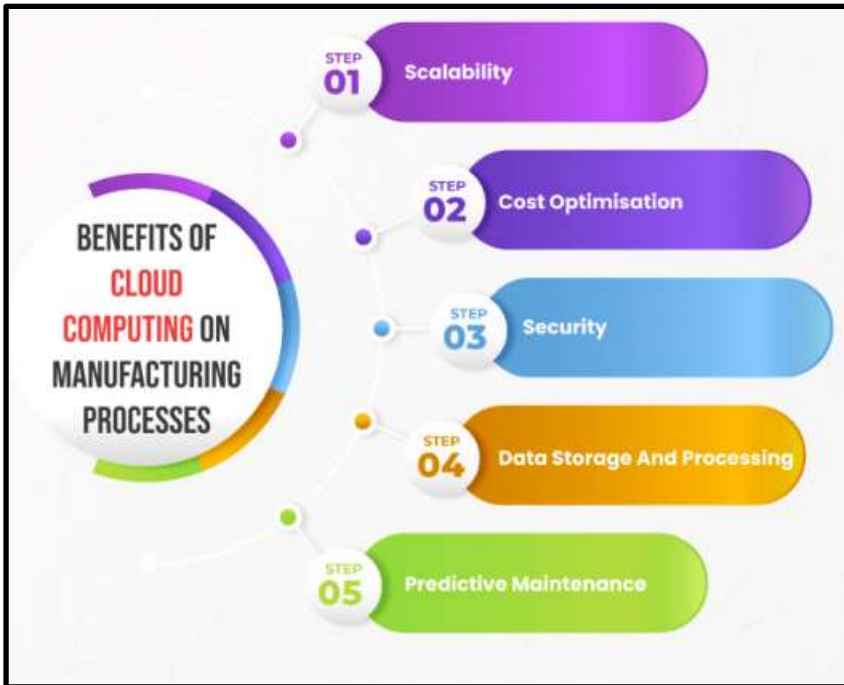 BENEFITS OF
CLOUD
COMPUTING ON
MANUFACTURING
PROCESSES
STEP
01
Scalability
STEP
02
Cost Optimisation
STEP
03
Security
STEP
04
Data Storage And Processing
STEP
05
Predictive Maintenance